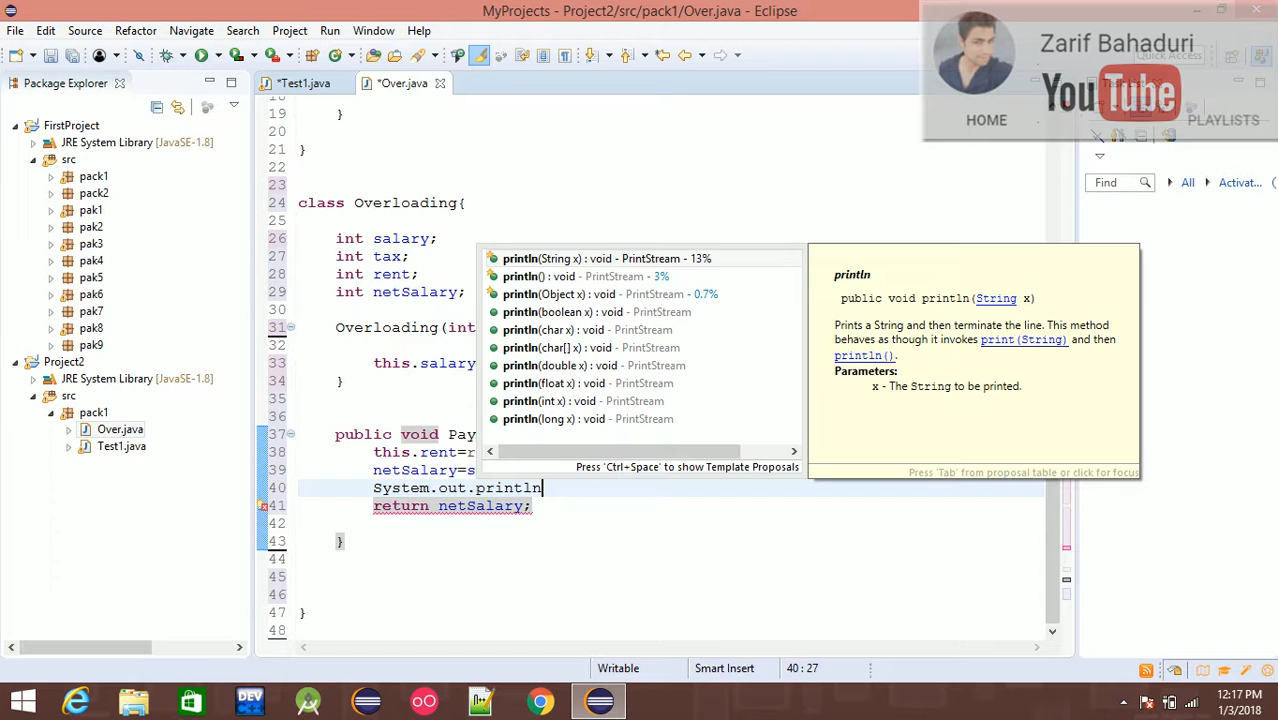 MyProjects - Project2/src/pack1/Over.java - Eclipse
File Edit Source Refactor Navigate Search Project Run Window Help
Zarif Bahaduri
YouTube
HOME
PLAYLISTS
Quick Access
Package Explorer
*Test1.java
*Over.java
Task List
FirstProject
JRE System Library [JavaSE-1.8]
src
pack1
pack2
pak1
pak2
pak3
pak4
pak5
pak6
pak7
pak8
pak9
Project2
JRE System Library [JavaSE-1.8]
src
pack1
Over.java
Test1.java
18
19 }
20
21 }
22
23
24 class Overloading{
25
26 int salary;
27 int tax;
28 int rent;
29 int netSalary;
30
31 Overloading(int
32
33 this.salary
34 }
35
36
37 public void Pay
38 this.rent=r
39 netSalary=s
40 System.out.println
41 return netSalary;
42
43 }
44
45
46
47 }
48
println(String x) : void - PrintStream - 13%
println() : void - PrintStream - 3%
println(Object x) : void - PrintStream - 0.7%
println(boolean x) : void - PrintStream
println(char x) : void - PrintStream
println(char[] x) : void - PrintStream
println(double x) : void - PrintStream
println(float x) : void - PrintStream
println(int x) : void - PrintStream
println(long x) : void - PrintStream
Press 'Ctrl+Space' to show Template Proposals
println
public void println(String x)
Prints a String and then terminate the line. This method
behaves as though it invokes print(String) and then
println().
Parameters:
x - The String to be printed.
Press 'Tab' from proposal table or click for focus
Find
All
Activat...
Writable
Smart Insert
40 : 27
DEV
12:17 PM
1/3/2018